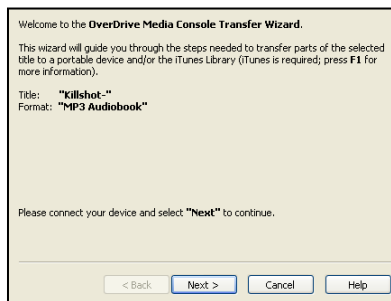 Welcome to the OverDrive Media Console Transfer Wizard.
This wizard will guide you through the steps needed to transfer parts of the selected
title to a portable device and/or the iTunes Library (iTunes is required; press F1 for
more information).
Title: "Killshot-"
Format: "MP3 Audiobook"
Please connect your device and select "Next" to continue.
< Back Next > Cancel Help